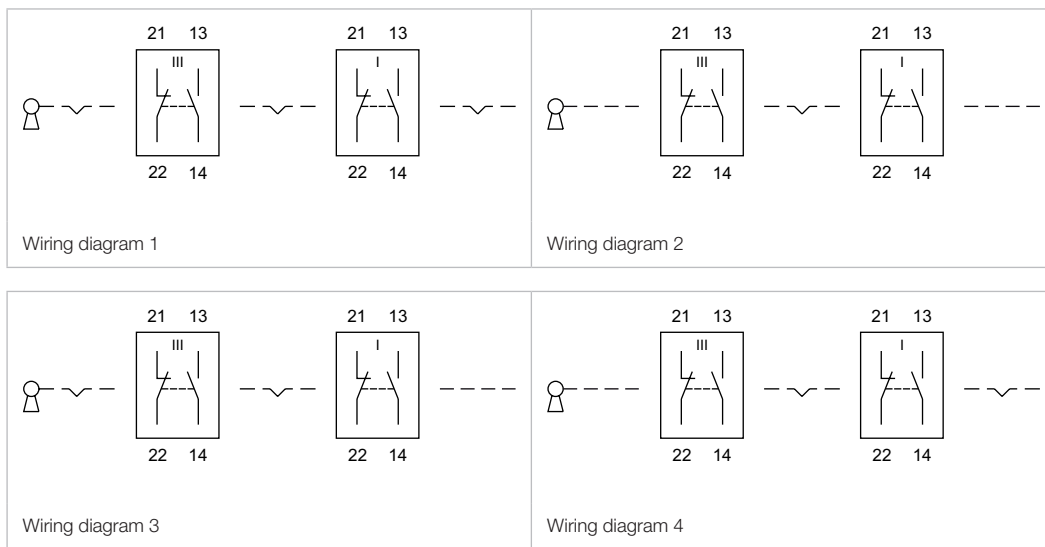 21 13 21 13 21 13 21 13
III I III I
22 14 22 14 22 14 22 14
Wiring diagram 1 Wiring diagram 2
21 13 21 13 21 13 21 13
III I III I
22 14 22 14 22 14 22 14
Wiring diagram 3 Wiring diagram 4